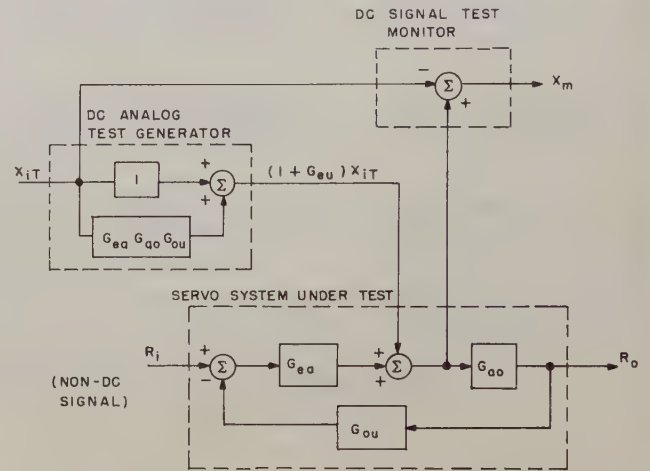 DC SIGNAL TEST
MONITOR
−
Σ
+
X_m
DC ANALOG
TEST GENERATOR
X_iT
I
+
+
Σ
(1 + G_eu) X_iT
G_ea G_ao G_ou
SERVO SYSTEM UNDER TEST
R_i
+
−
Σ
G_ea
+
+
Σ
G_ao
R_o
(NON-DC
SIGNAL)
G_ou